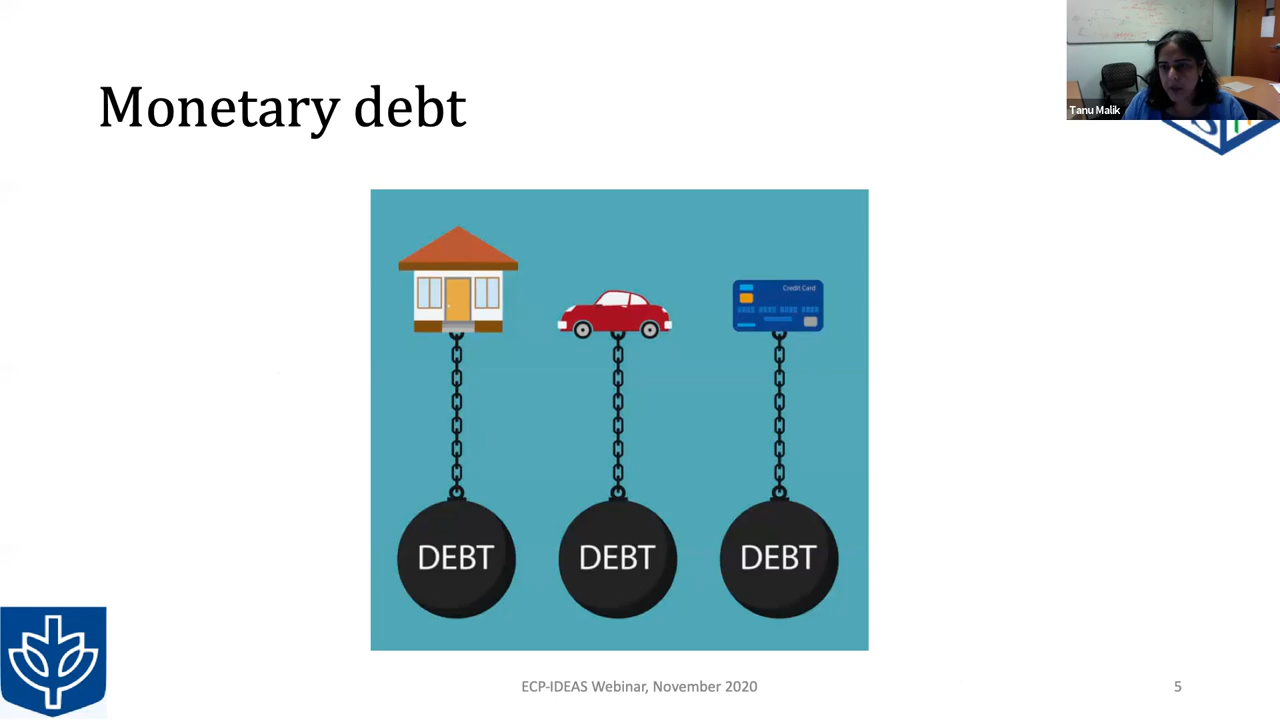 Monetary debt
Tanu Malik
Credit Card
DEBT
DEBT
DEBT
ECP-IDEAS Webinar, November 2020
5